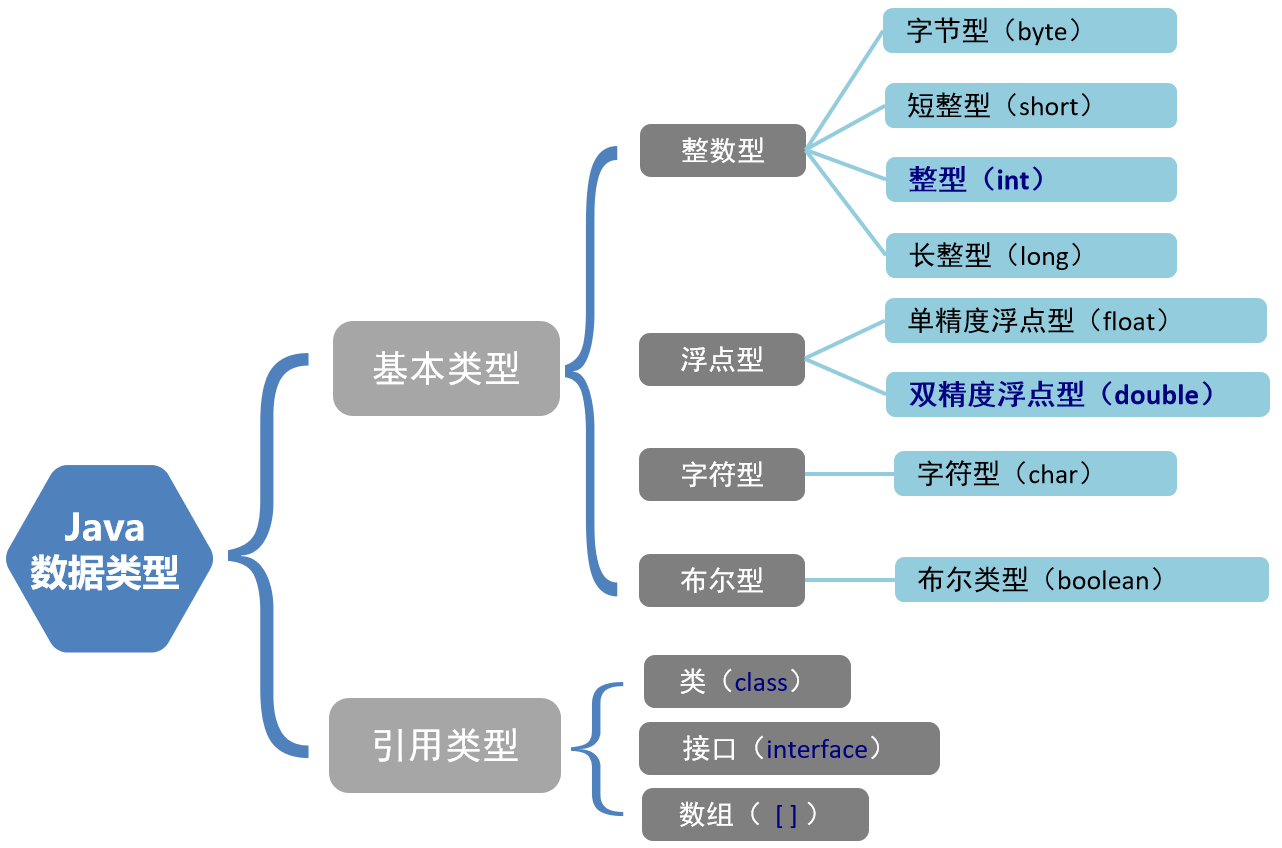 Java
数据类型
基本类型
整数型
字节型（byte）
短整型（short）
整型（int）
长整型（long）
浮点型
单精度浮点型（float）
双精度浮点型（double）
字符型
字符型（char）
布尔型
布尔类型（boolean）
引用类型
类（class）
接口（interface）
数组（ [ ] ）